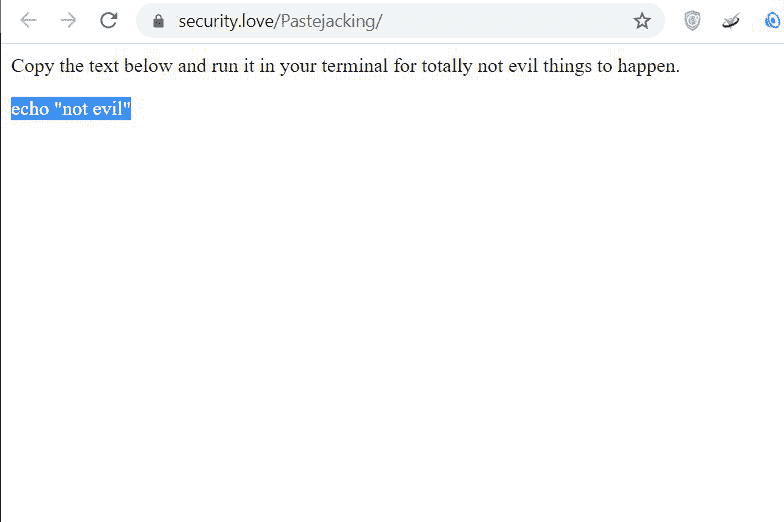 security.love/Pastejacking/
Copy the text below and run it in your terminal for totally not evil things to happen.
echo "not evil"